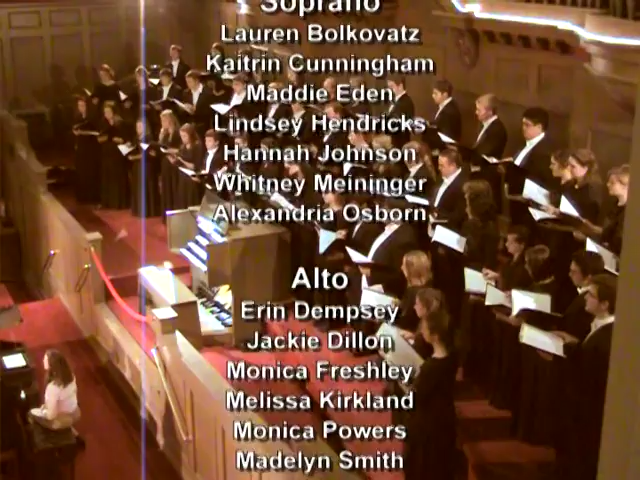 Soprano
Lauren Bolkovatz
Kaitrin Cunningham
Maddie Eden
Lindsey Hendricks
Hannah Johnson
Whitney Meininger
Alexandria Osborn
Alto
Erin Dempsey
Jackie Dillon
Monica Freshley
Melissa Kirkland
Monica Powers
Madelyn Smith